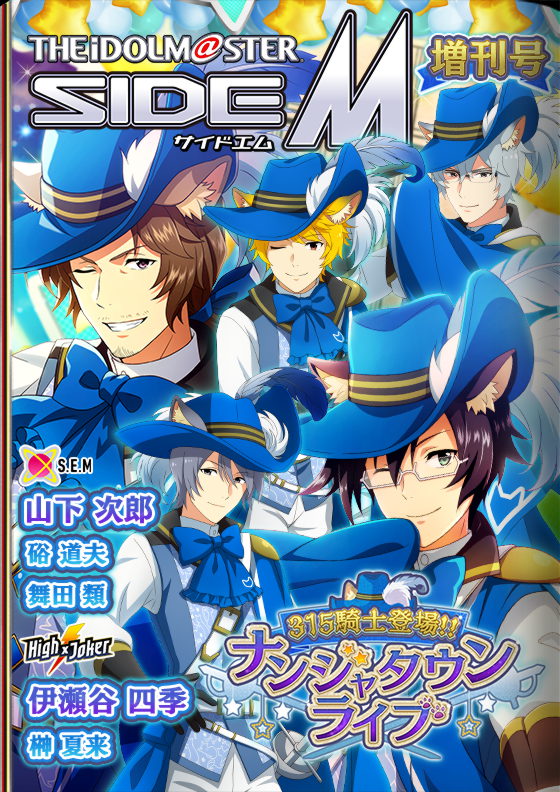 THE iDOLM@STER
SIDEM
サイドエム
増刊号
S.E.M
山下 次郎
硲 道夫
舞田 類
High×Joker
伊瀬谷 四季
榊 夏来
315騎士登場!!
ナンジャタウン
ライブ